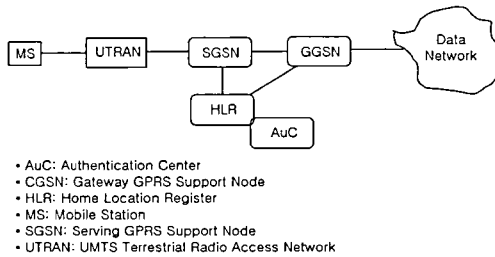 MS
UTRAN
SGSN
GGSN
Data
Network
HLR
AuC
• AuC: Authentication Center
• CGSN: Gateway GPRS Support Node
• HLR: Home Location Register
• MS: Mobile Station
• SGSN: Serving GPRS Support Node
• UTRAN: UMTS Terrestrial Radio Access Network